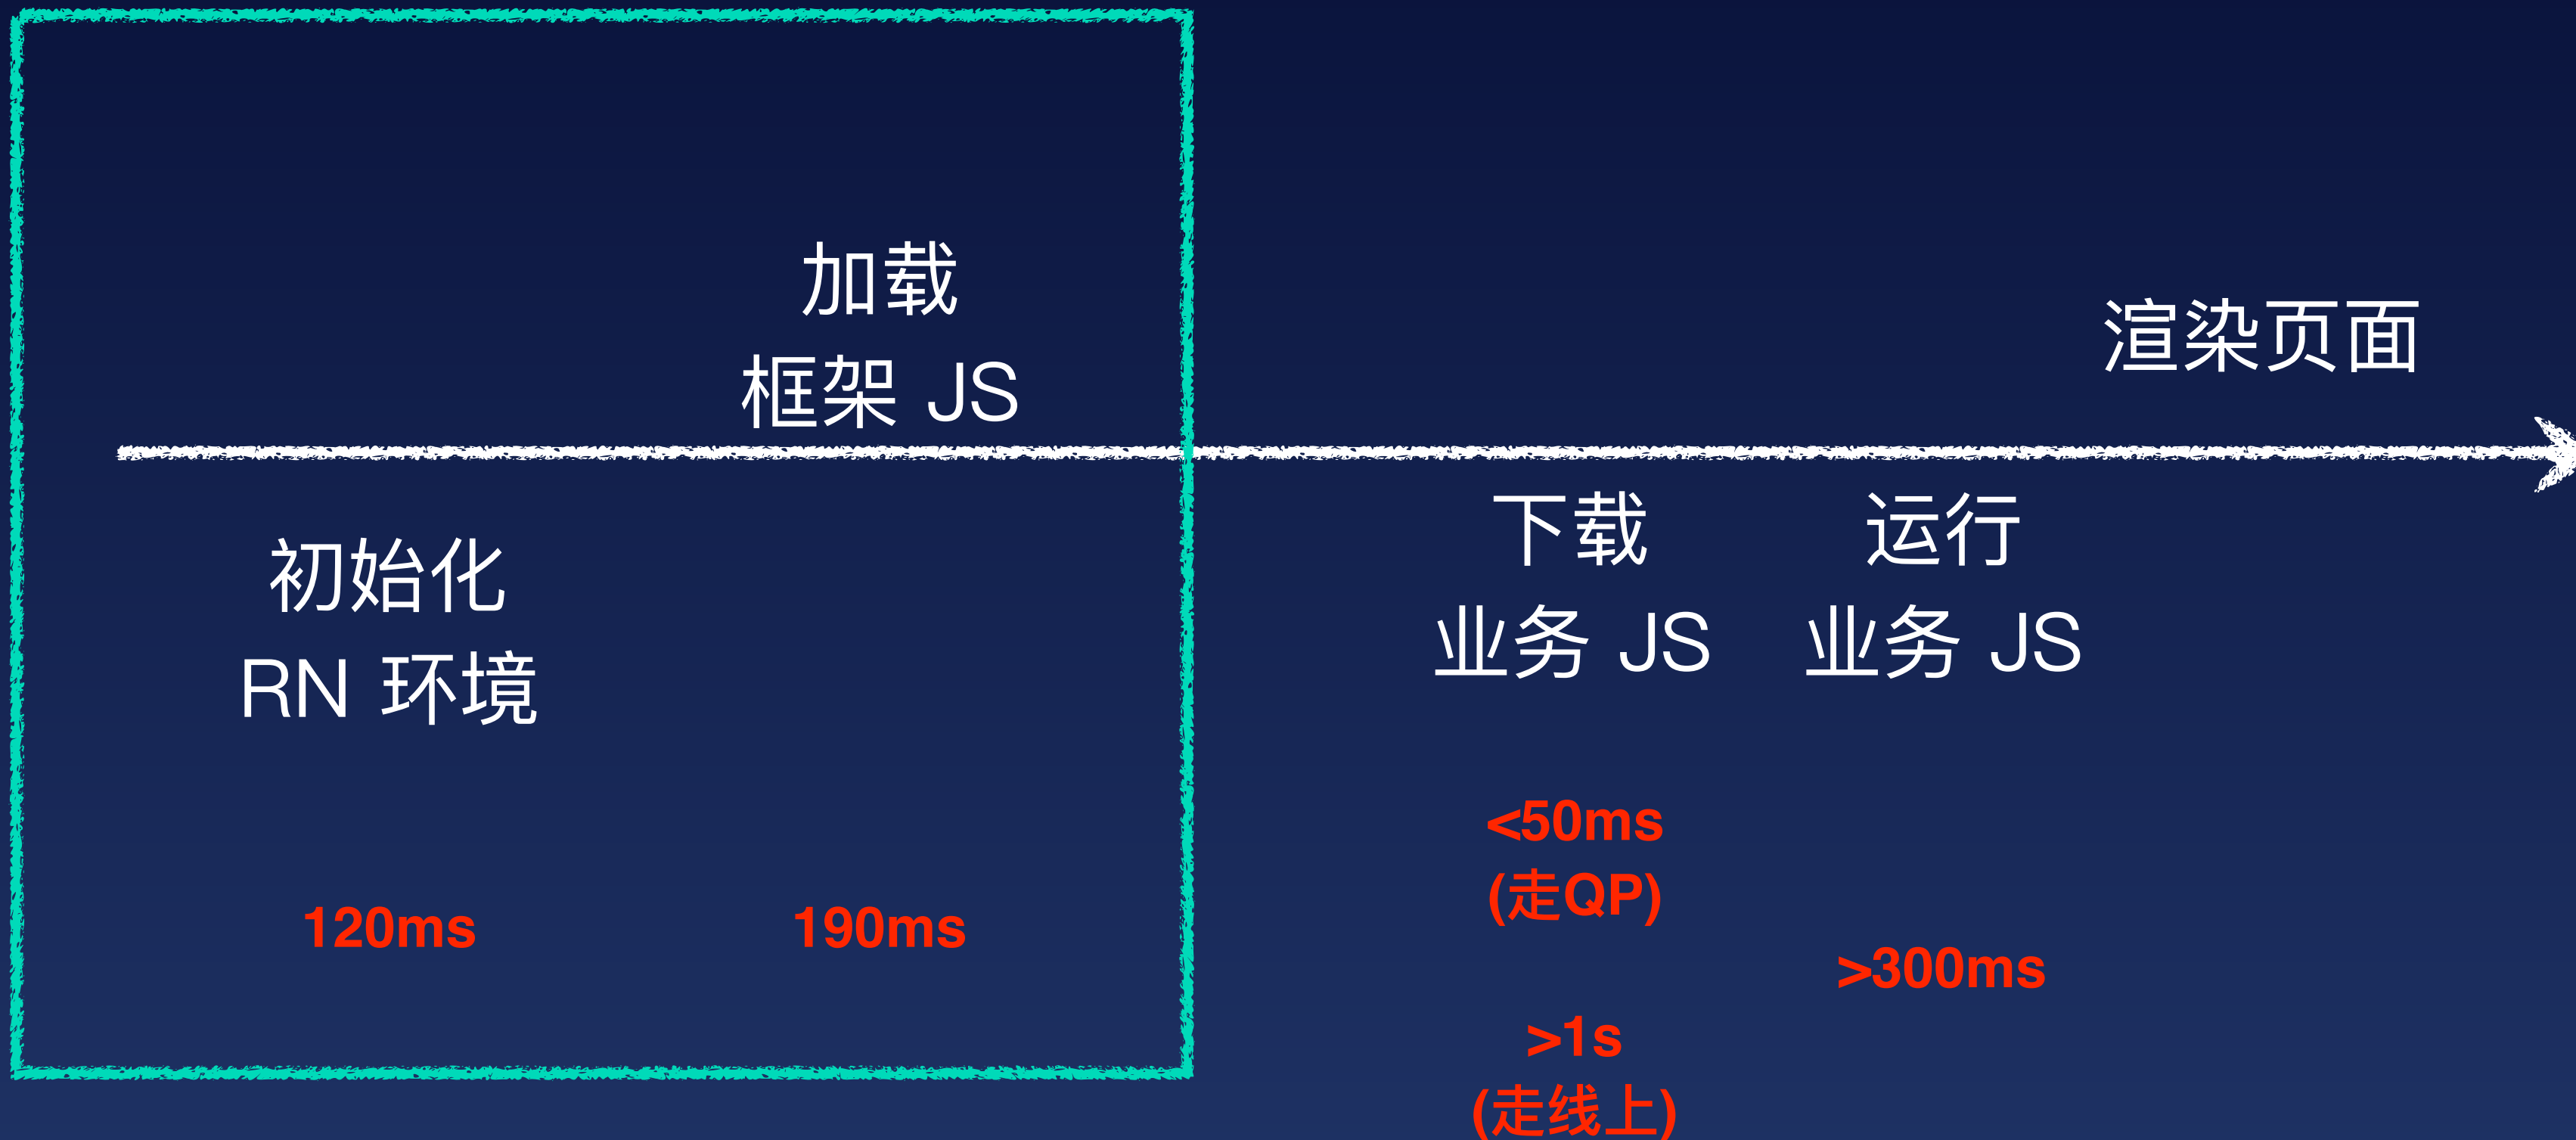 加载
框架 JS
渲染页面
初始化
RN 环境
下载
业务 JS
运行
业务 JS
120ms
190ms
<50ms
(走QP)
>1s
(走线上)
>300ms